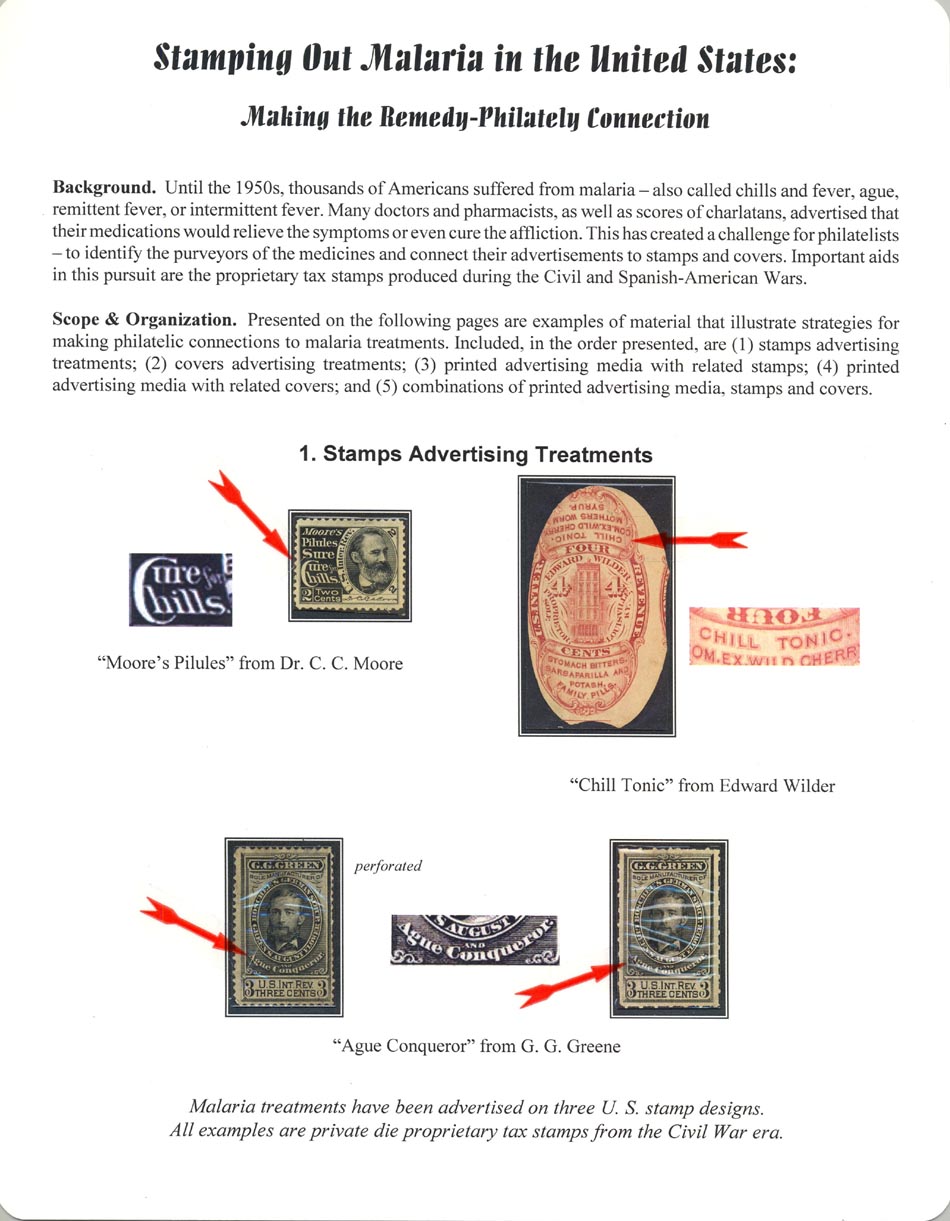 Stamping Out Malaria in the United States:
Making the Remedy-Philately Connection
Background. Until the 1950s, thousands of Americans suffered from malaria – also called chills and fever, ague,
remittent fever, or intermittent fever. Many doctors and pharmacists, as well as scores of charlatans, advertised that
their medications would relieve the symptoms or even cure the affliction. This has created a challenge for philatelists
– to identify the purveyors of the medicines and connect their advertisements to stamps and covers. Important aids
in this pursuit are the proprietary tax stamps produced during the Civil and Spanish-American Wars.
Scope & Organization. Presented on the following pages are examples of material that illustrate strategies for
making philatelic connections to malaria treatments. Included, in the order presented, are (1) stamps advertising
treatments; (2) covers advertising treatments; (3) printed advertising media with related stamps; (4) printed
advertising media with related covers; and (5) combinations of printed advertising media, stamps and covers.
1. Stamps Advertising Treatments
Cure for
Chills.
Moore's
Pilules
Sure
Cure for
Chills.
2 Two Cents 2
"Moore's Pilules" from Dr. C. C. Moore
MOTHERS WORM
SYRUP.
COM.EX.WILD CHERRY
CHILL TONIC.
FOUR
EDWARD WILDER
U.S.INTER REVENUE
4 4
CENTS
STOMACH BITTERS.
SARSAPARILLA AND
POTASH.
FAMILY PILLS.
FOUR
CHILL TONIC.
OM.EX.WILD CHERR
"Chill Tonic" from Edward Wilder
G.G.GREEN
SOLE MANUFACTURER OF
Ague Conqueror
U.S. INT. REV.
3 THREE CENTS 3
perforated
S AUGUST
AND
Ague Conqueror
G.G.GREEN
SOLE MANUFACTURER OF
Ague Conqueror
U.S. INT. REV.
3 THREE CENTS 3
"Ague Conqueror" from G. G. Greene
Malaria treatments have been advertised on three U. S. stamp designs.
All examples are private die proprietary tax stamps from the Civil War era.